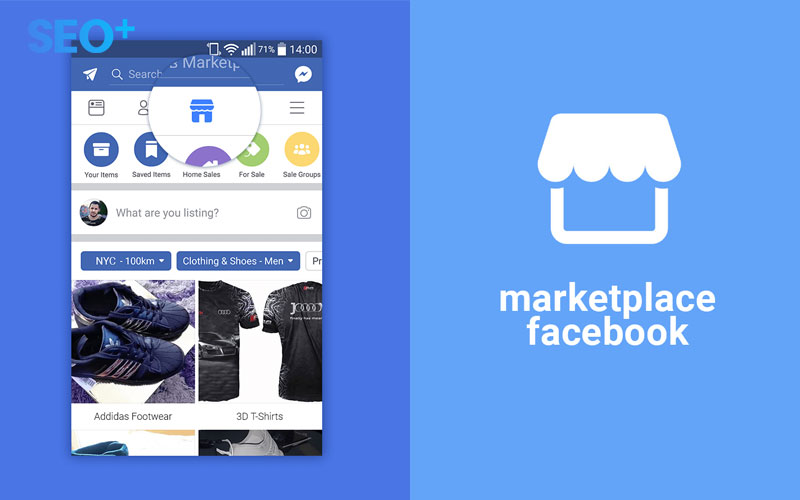 SEO+
71% 14:00
s Marketp
Search
Your Items
Saved Items
Home Sales
For Sale
Sale Groups
What are you listing?
NYC - 100km
Clothing & Shoes - Men
Pr
Addidas Footwear
3D T-Shirts
marketplace
facebook